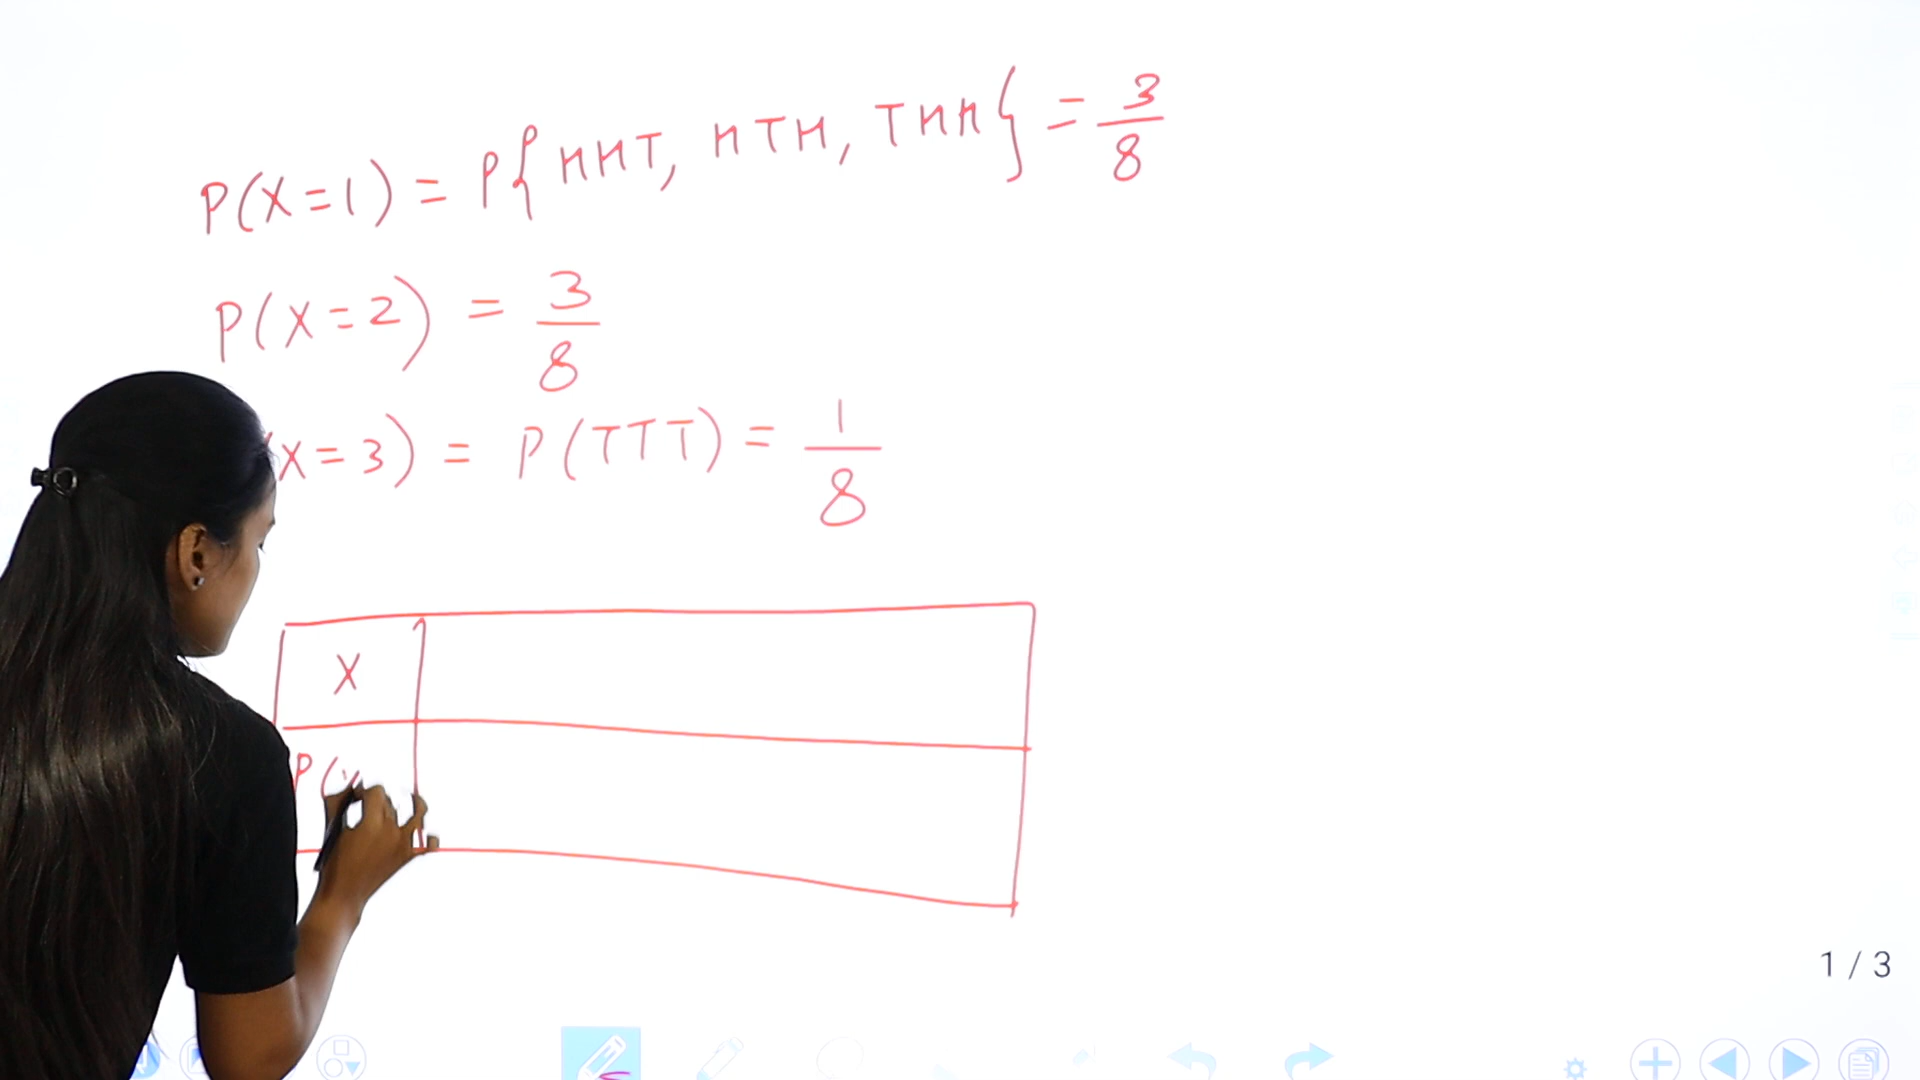 P(X=1) = P{HHT, HTH, THH} = 3/8
P(X=2) = 3/8
(X=3) = P(TTT) = 1/8
X
P(X
1 / 3